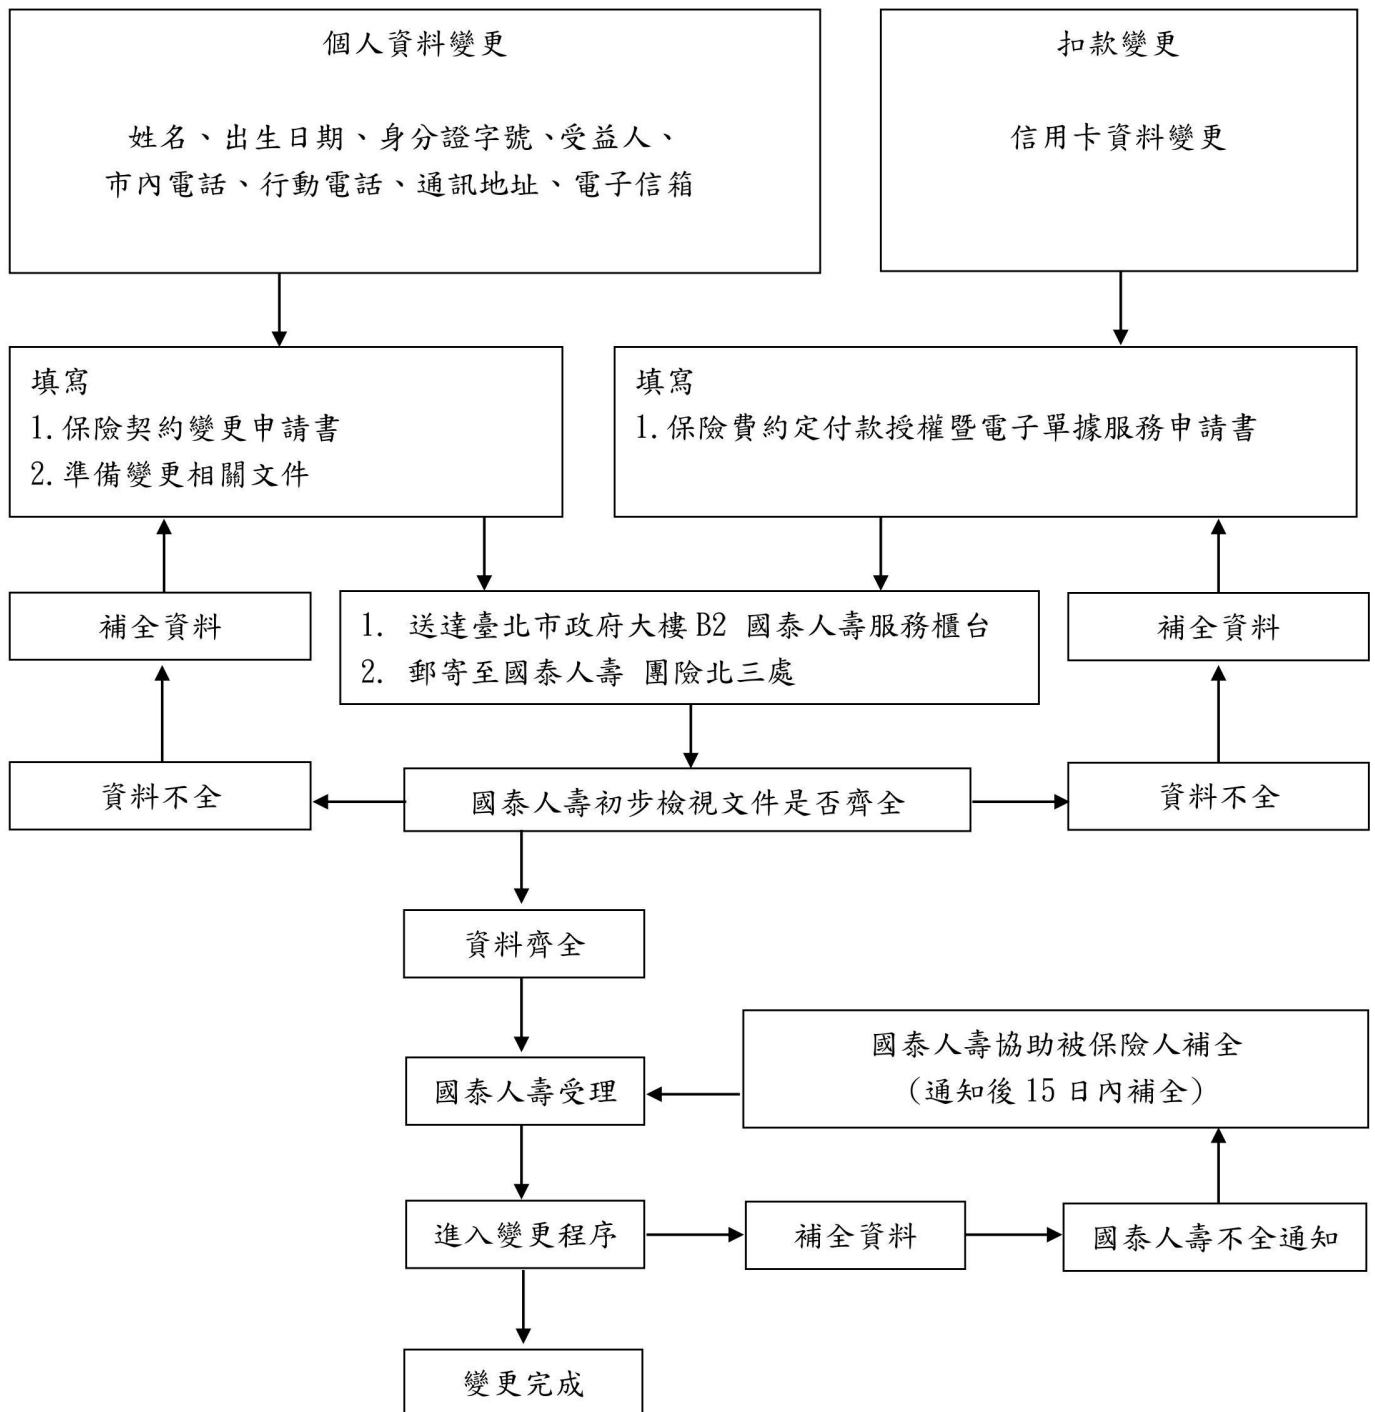 個人資料變更
姓名、出生日期、身分證字號、受益人、
市內電話、行動電話、通訊地址、電子信箱
扣款變更
信用卡資料變更
填寫
1.保險契約變更申請書
2.準備變更相關文件
填寫
1.保險費約定付款授權暨電子單據服務申請書
補全資料
1. 送達臺北市政府大樓 B2 國泰人壽服務櫃台
2. 郵寄至國泰人壽 團險北三處
補全資料
資料不全
國泰人壽初步檢視文件是否齊全
資料不全
資料齊全
國泰人壽協助被保險人補全
（通知後 15 日內補全）
國泰人壽受理
進入變更程序
補全資料
國泰人壽不全通知
變更完成